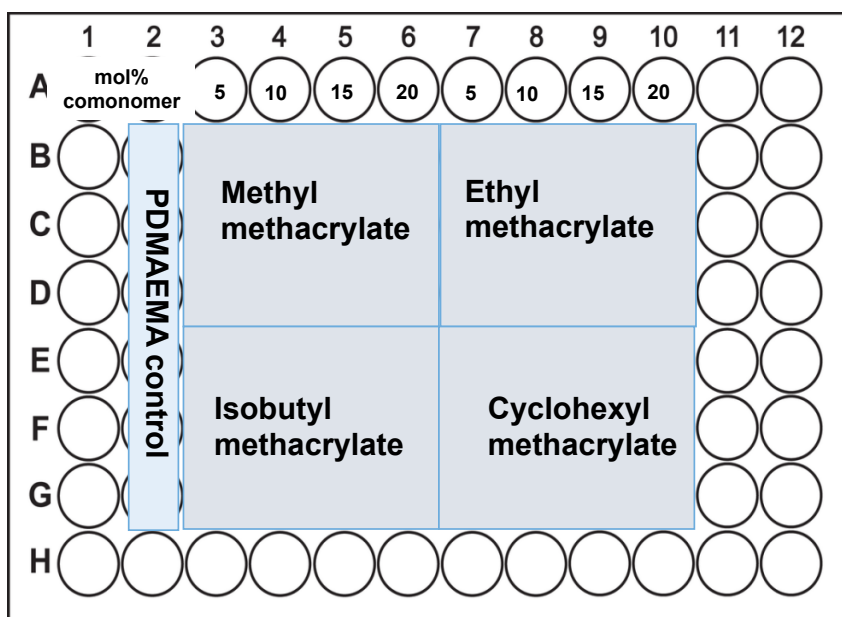 1 2 3 4 5 6 7 8 9 10 11 12
A mol% comonomer 5 10 15 20 5 10 15 20
B
C
D
E
F
G
H
PDMAEMA control
Methyl
methacrylate
Ethyl
methacrylate
Isobutyl
methacrylate
Cyclohexyl
methacrylate